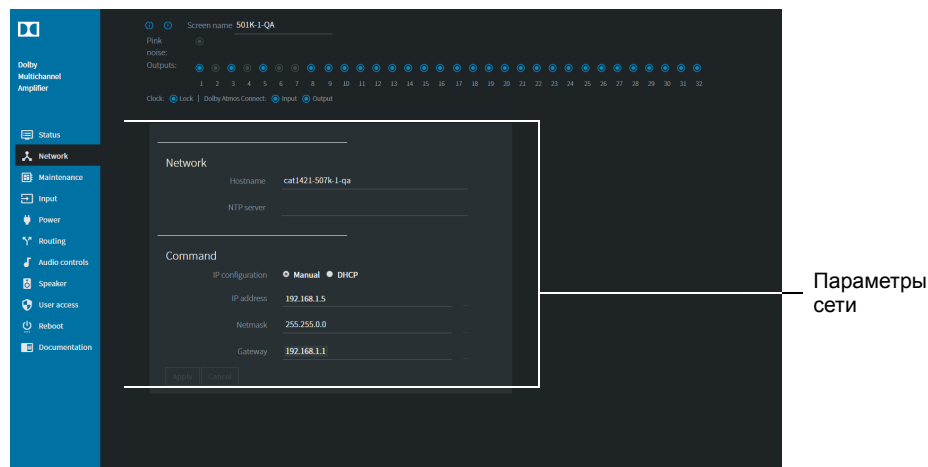 Screen name 501K-1-QA
Pink
noise:
Outputs:
1 2 3 4 5 6 7 8 9 10 11 12 13 14 15 16 17 18 19 20 21 22 23 24 25 26 27 28 29 30 31 32
Clock: Lock | Dolby Atmos Connect: Input Output
Dolby
Multichannel
Amplifier
Status
Network
Maintenance
Input
Power
Routing
Audio controls
Speaker
User access
Reboot
Documentation
Network
Hostname cat1421-507k-1-qa
NTP server
Command
IP configuration Manual DHCP
IP address 192.168.1.5
Netmask 255.255.0.0
Gateway 192.168.1.1
Apply Cancel
Параметры
сети